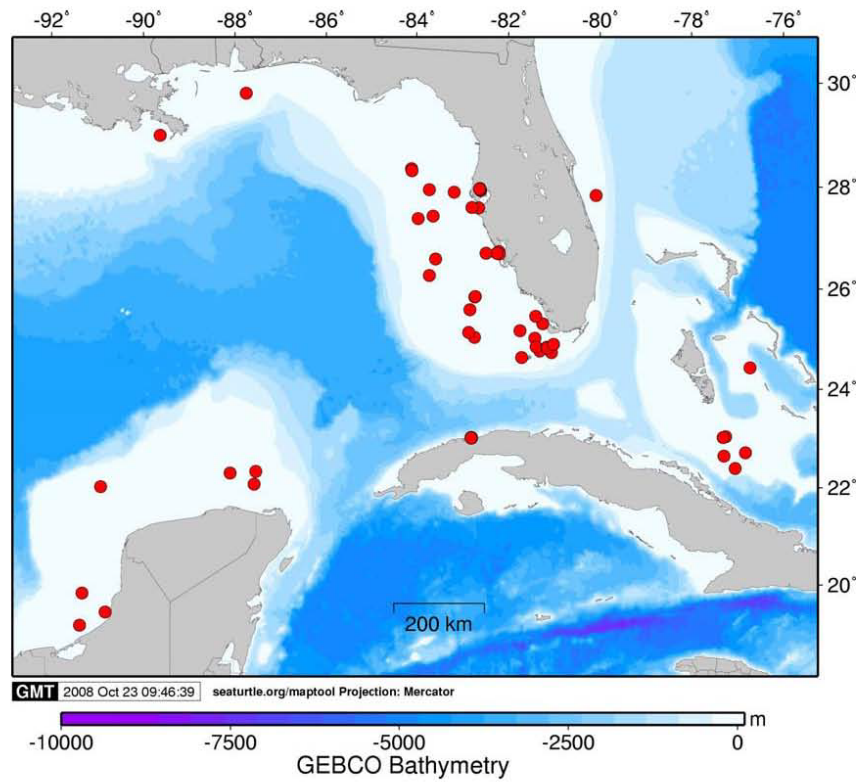 -92° -90° -88° -86° -84° -82° -80° -78° -76°
30°
28°
26°
24°
22°
20°
200 km
GMT 2008 Oct 23 09:46:39 seaturtle.org/maptool Projection: Mercator
-10000 -7500 -5000 -2500 0 m
GEBCO Bathymetry